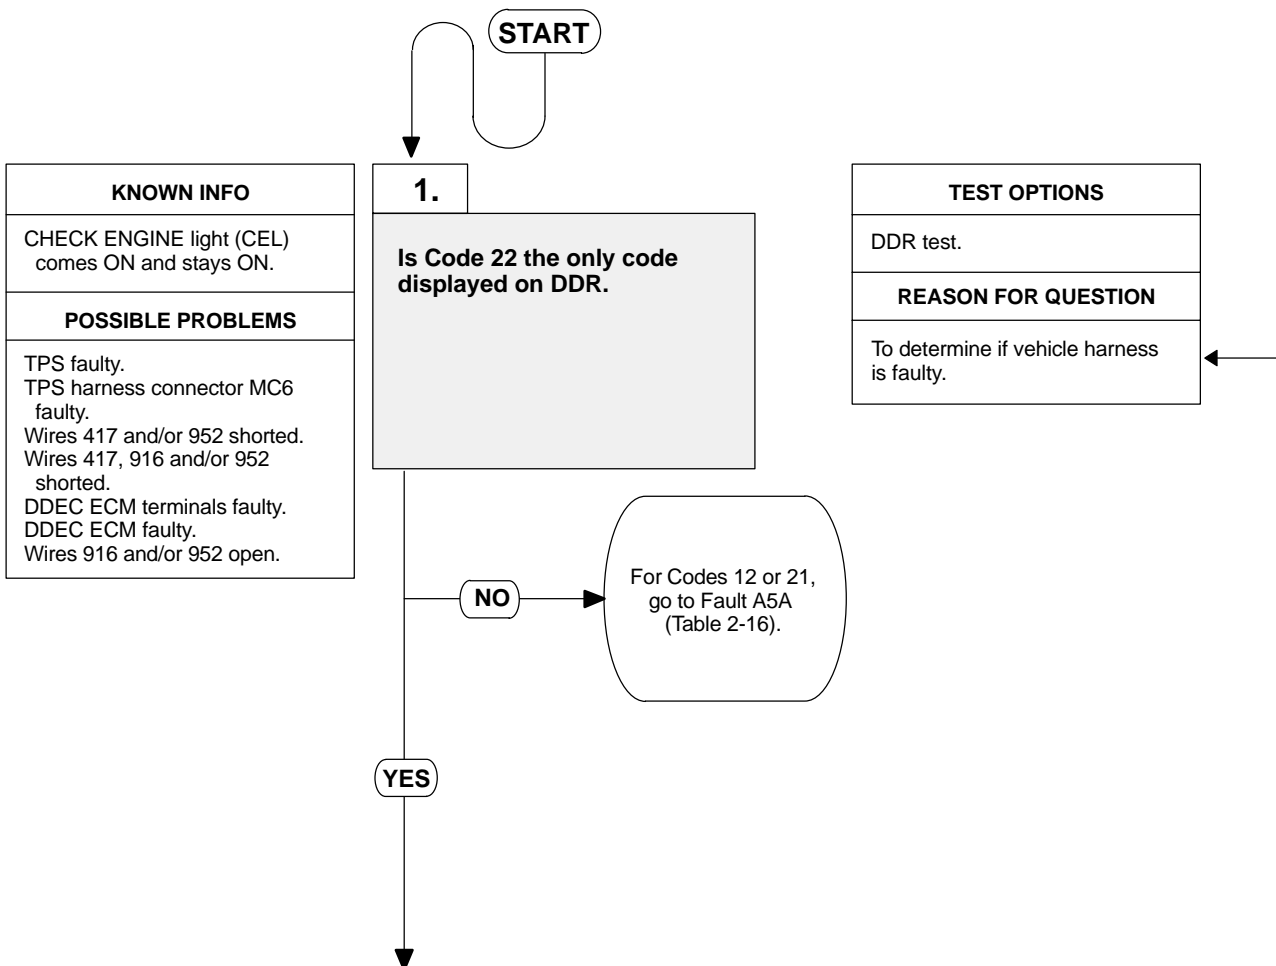 START
KNOWN INFO
CHECK ENGINE light (CEL)
comes ON and stays ON.
POSSIBLE PROBLEMS
TPS faulty.
TPS harness connector MC6
faulty.
Wires 417 and/or 952 shorted.
Wires 417, 916 and/or 952
shorted.
DDEC ECM terminals faulty.
DDEC ECM faulty.
Wires 916 and/or 952 open.
1.
Is Code 22 the only code
displayed on DDR.
TEST OPTIONS
DDR test.
REASON FOR QUESTION
To determine if vehicle harness
is faulty.
NO
For Codes 12 or 21,
go to Fault A5A
(Table 2-16).
YES